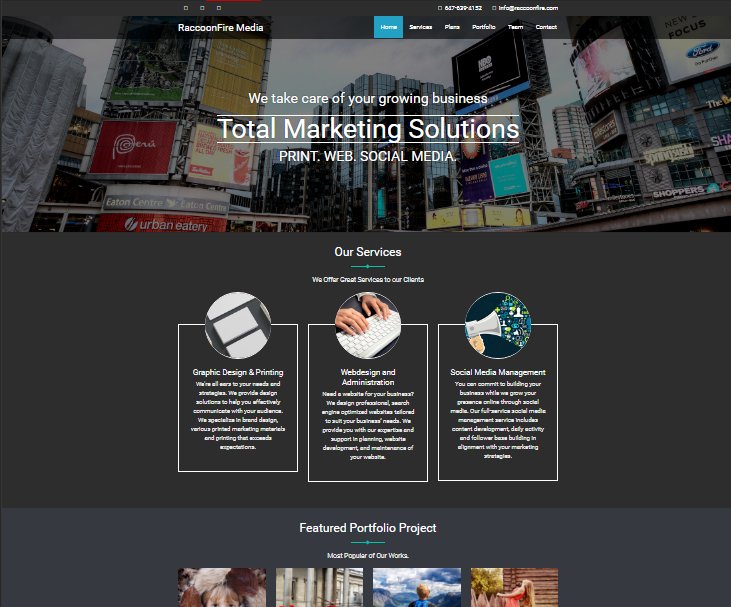 647-639-4152 info@raccoonfire.com
RaccoonFire Media
Home Services Plans Portfolio Team Contact
NEW
FOCUS
Ford
We take care of your growing business
Total Marketing Solutions
PRINT. WEB. SOCIAL MEDIA.
Perú
Eaton Centre Eaton Centre
urban eatery
SHOPPERS
Our Services
We Offer Great Services to our Clients
Graphic Design & Printing
We're all ears to your needs and
strategies. We provide design
solutions to help you effectively
communicate with your audience.
We specialize in brand design,
various printed marketing materials
and printing that exceeds
expectations.
Webdesign and
Administration
Need a website for your business?
We design professional, search
engine optimized websites tailored
to suit your business' needs. We
provide you with our expertise and
support in planning, website
development, and maintenance of
your website.
Social Media Management
You can commit to building your
business while we grow your
presence online through social
media. Our full-service social media
management service includes
content development, daily activity
and follower base building in
alignment with your marketing
strategies.
Featured Portfolio Project
Most Popular of Our Works.